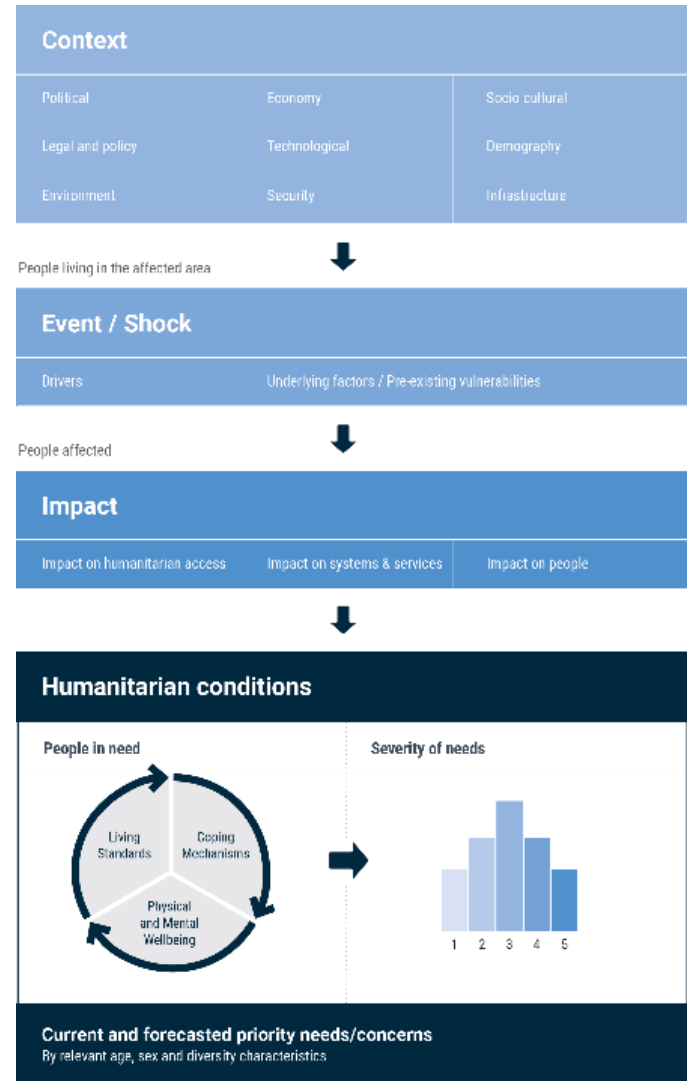 Context
Political Economy Socio cultural
Legal and policy Technological Demography
Environment Security Infrastructure
People living in the affected area
Event / Shock
Drivers Underlying factors / Pre-existing vulnerabilities
People affected
Impact
Impact on humanitarian access Impact on systems & services Impact on people
Humanitarian conditions
People in need Severity of needs
Living
Standards
Coping
Mechanisms
Physical
and Mental
Wellbeing
1 2 3 4 5
Current and forecasted priority needs/concerns
By relevant age, sex and diversity characteristics